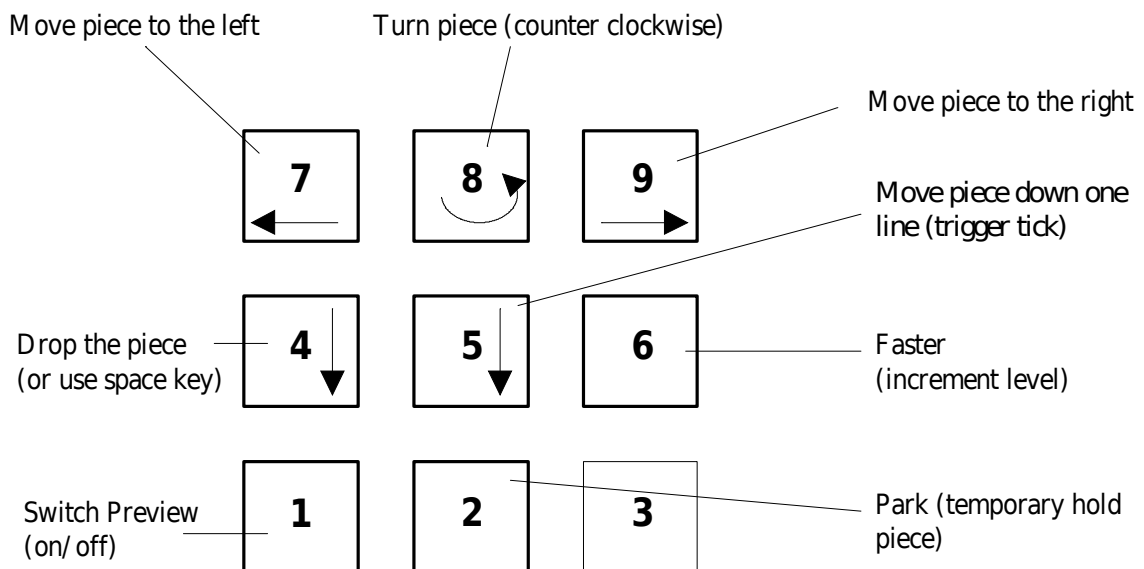 Move piece to the left
Turn piece (counter clockwise)
Move piece to the right
7
8
9
Move piece down one
line (trigger tick)
Drop the piece
(or use space key)
4
5
6
Faster
(increment level)
Switch Preview
(on/off)
1
2
3
Park (temporary hold
piece)